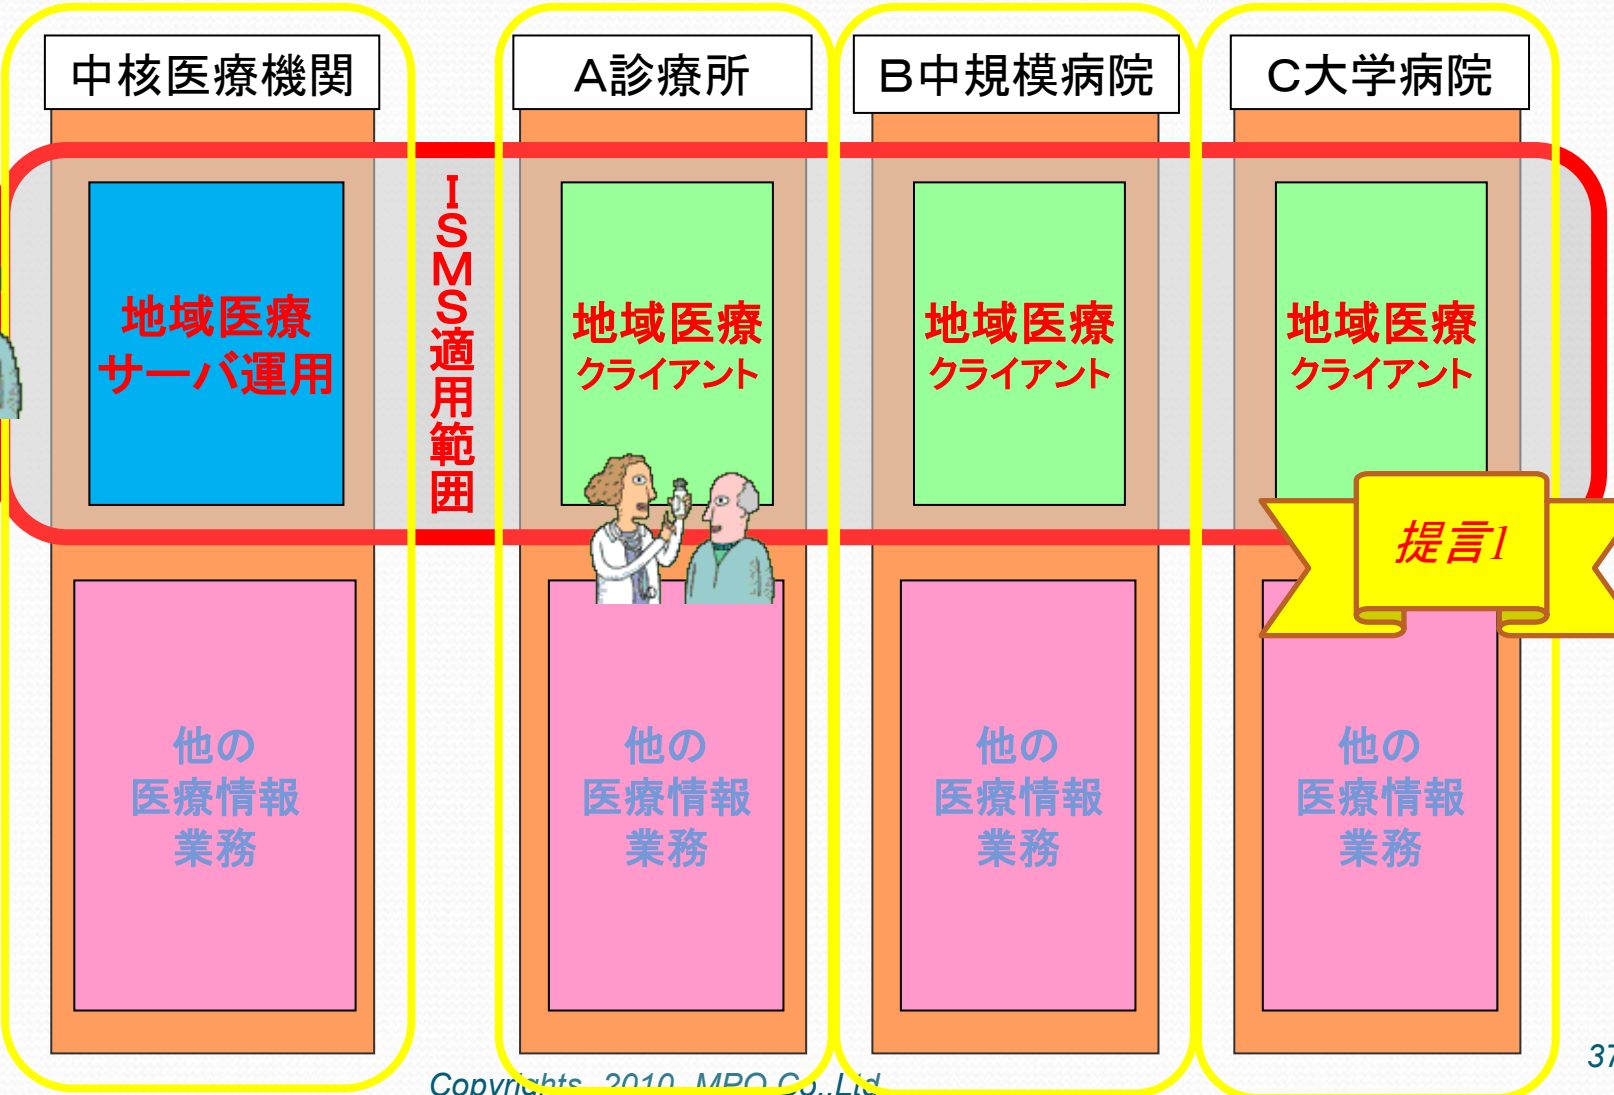 中核医療機関
A診療所
B中規模病院
C大学病院
ISMS適用範囲
地域医療
サーバ運用
地域医療
クライアント
地域医療
クライアント
地域医療
クライアント
提言1
他の
医療情報
業務
他の
医療情報
業務
他の
医療情報
業務
他の
医療情報
業務
37
Copyrights 2010 MPO Co.,Ltd